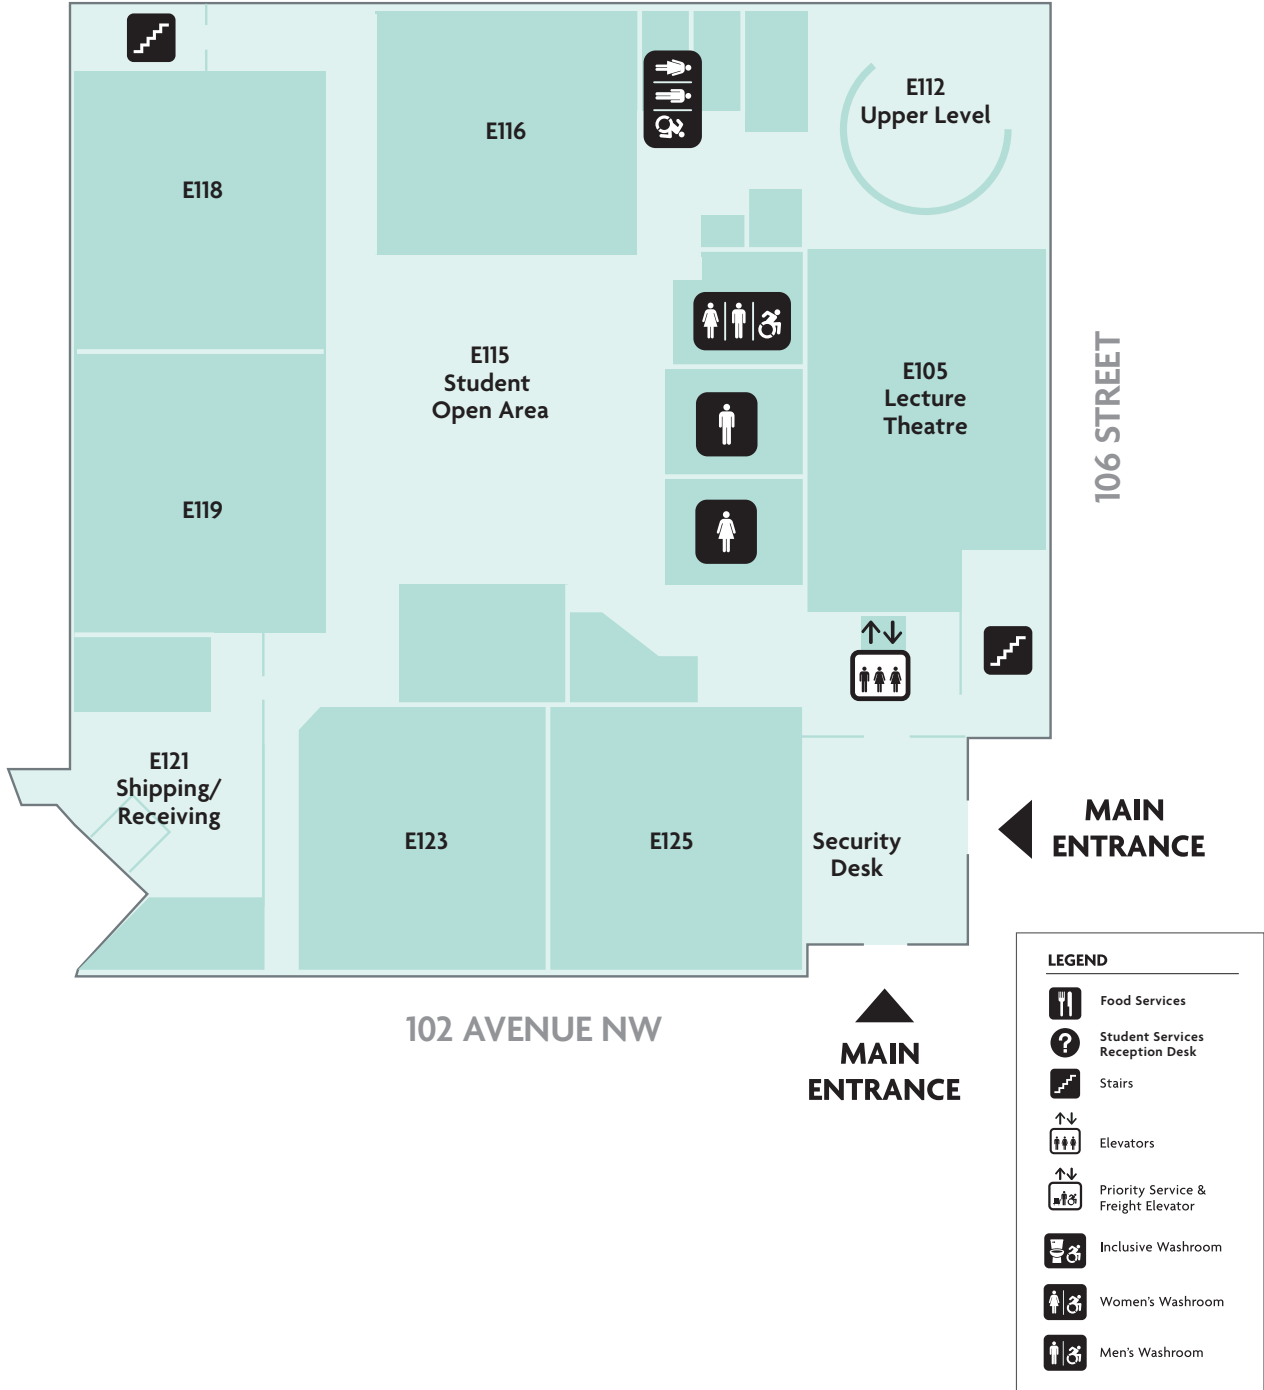 E112
Upper Level
E116
E118
E115
Student
Open Area
E105
Lecture
Theatre
106 STREET
E119
E121
Shipping/
Receiving
E123
E125
Security
Desk
MAIN
ENTRANCE
102 AVENUE NW
MAIN
ENTRANCE
LEGEND
Food Services
?
Student Services
Reception Desk
Stairs
Elevators
Priority Service &
Freight Elevator
Inclusive Washroom
Women's Washroom
Men's Washroom